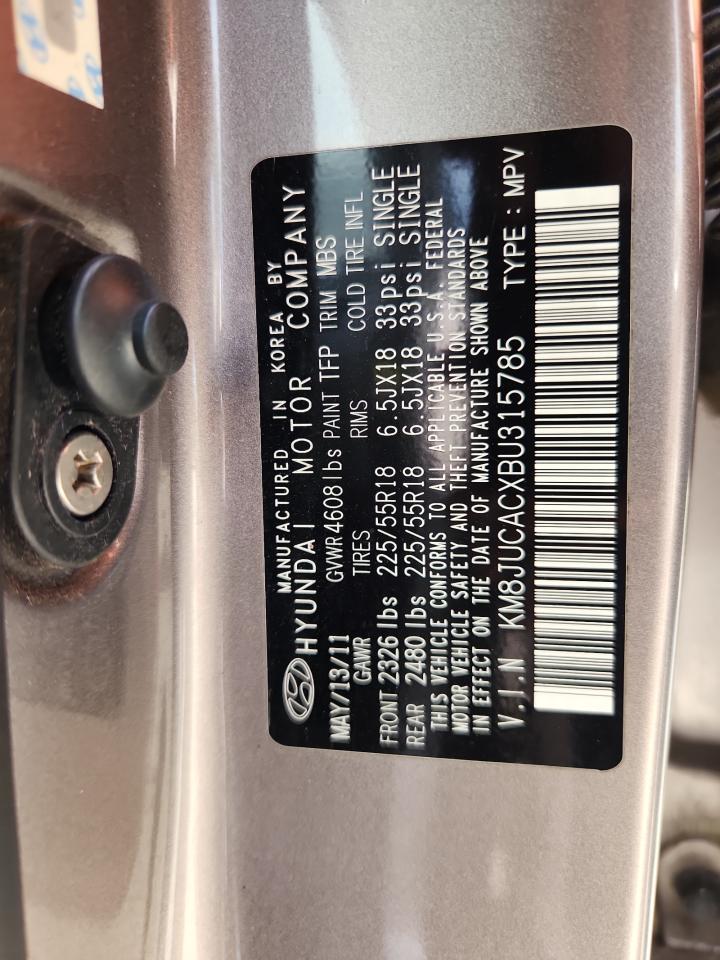 MANUFACTURED IN KOREA BY
HYUNDAI MOTOR COMPANY
MAY/13/11 GVWR4608lbs PAINT TFP TRIM MBS
GAWR TIRES RIMS COLD TIRE INFL
FRONT 2326 lbs 225/55R18 6.5JX18 33psi SINGLE
REAR 2480 lbs 225/55R18 6.5JX18 33psi SINGLE
THIS VEHICLE CONFORMS TO ALL APPLICABLE U.S.A. FEDERAL
MOTOR VEHICLE SAFETY AND THEFT PREVENTION STANDARDS
IN EFFECT ON THE DATE OF MANUFACTURE SHOWN ABOVE
V.I.N KM8JUCACXBU315785 TYPE : MPV